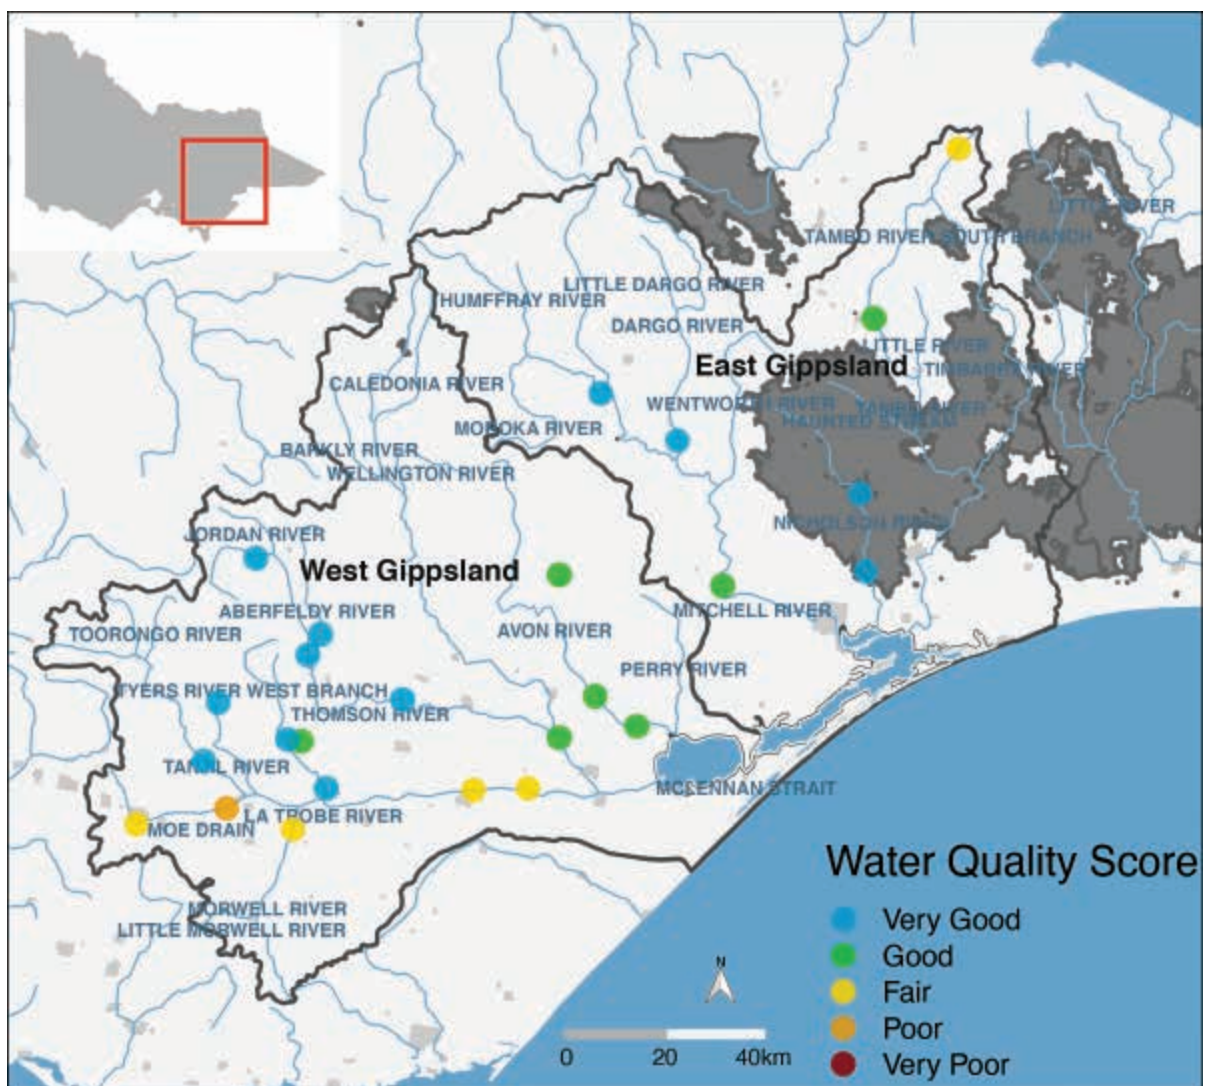 LITTLE RIVER
TAMBO RIVER SOUTH BRANCH
LITTLE DARGO RIVER
HUMFFRAY RIVER
DARGO RIVER
LITTLE RIVER
East Gippsland
TIMBARRA RIVER
CALEDONIA RIVER
WENTWORTH RIVER
TAMBO RIVER
HAUNTED STREAM
MOROKA RIVER
BARKLY RIVER
WELLINGTON RIVER
NICHOLSON RIVER
JORDAN RIVER
West Gippsland
ABERFELDY RIVER
MITCHELL RIVER
TOORONGO RIVER
AVON RIVER
PERRY RIVER
TYERS RIVER WEST BRANCH
THOMSON RIVER
TANJIL RIVER
MCLENNAN STRAIT
LA TROBE RIVER
MOE DRAIN
Water Quality Score
MORWELL RIVER
LITTLE MORWELL RIVER
Very Good
Good
N
Fair
Poor
0 20 40km
Very Poor